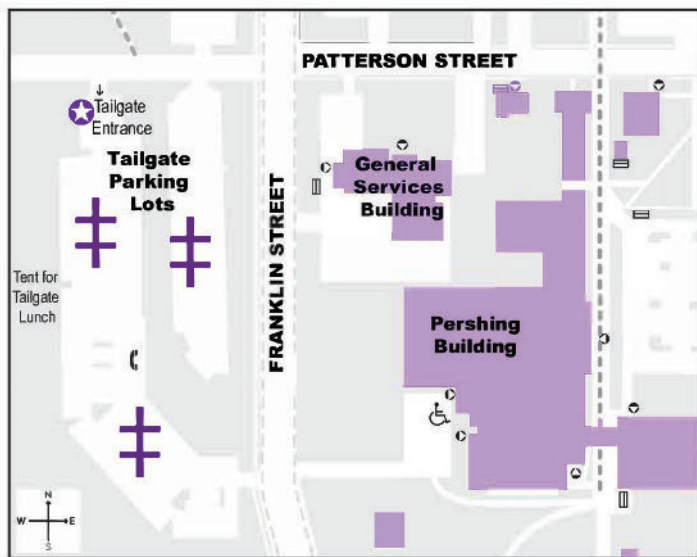 PATTERSON STREET
Tailgate
Entrance
Tailgate
Parking
Lots
General
Services
Building
FRANKLIN STREET
Tent for
Tailgate
Lunch
Pershing
Building
N
W E
S